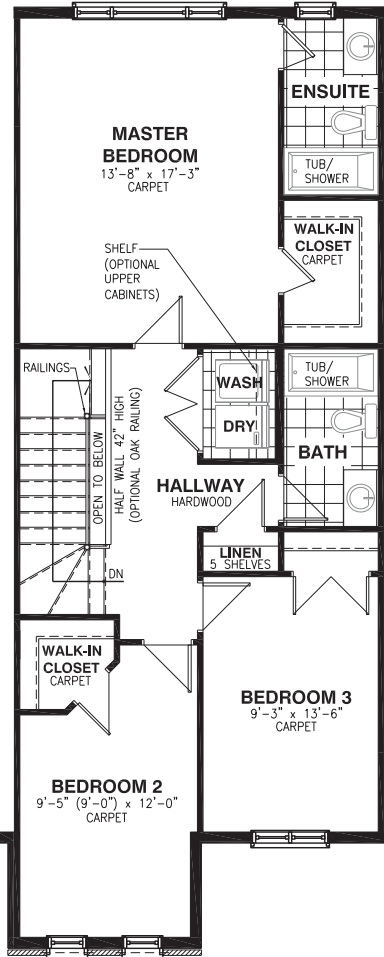 ENSUITE
MASTER
BEDROOM
13'-8" x 17'-3"
CARPET
TUB/
SHOWER
WALK-IN
CLOSET
CARPET
SHELF
(OPTIONAL
UPPER
CABINETS)
RAILINGS
WASH
DRY
TUB/
SHOWER
BATH
OPEN TO BELOW
HALF WALL 42" HIGH
(OPTIONAL OAK RAILING)
HALLWAY
HARDWOOD
LINEN
5 SHELVES
DN
WALK-IN
CLOSET
CARPET
BEDROOM 3
9'-3" x 13'-6"
CARPET
BEDROOM 2
9'-5" (9'-0") x 12'-0"
CARPET